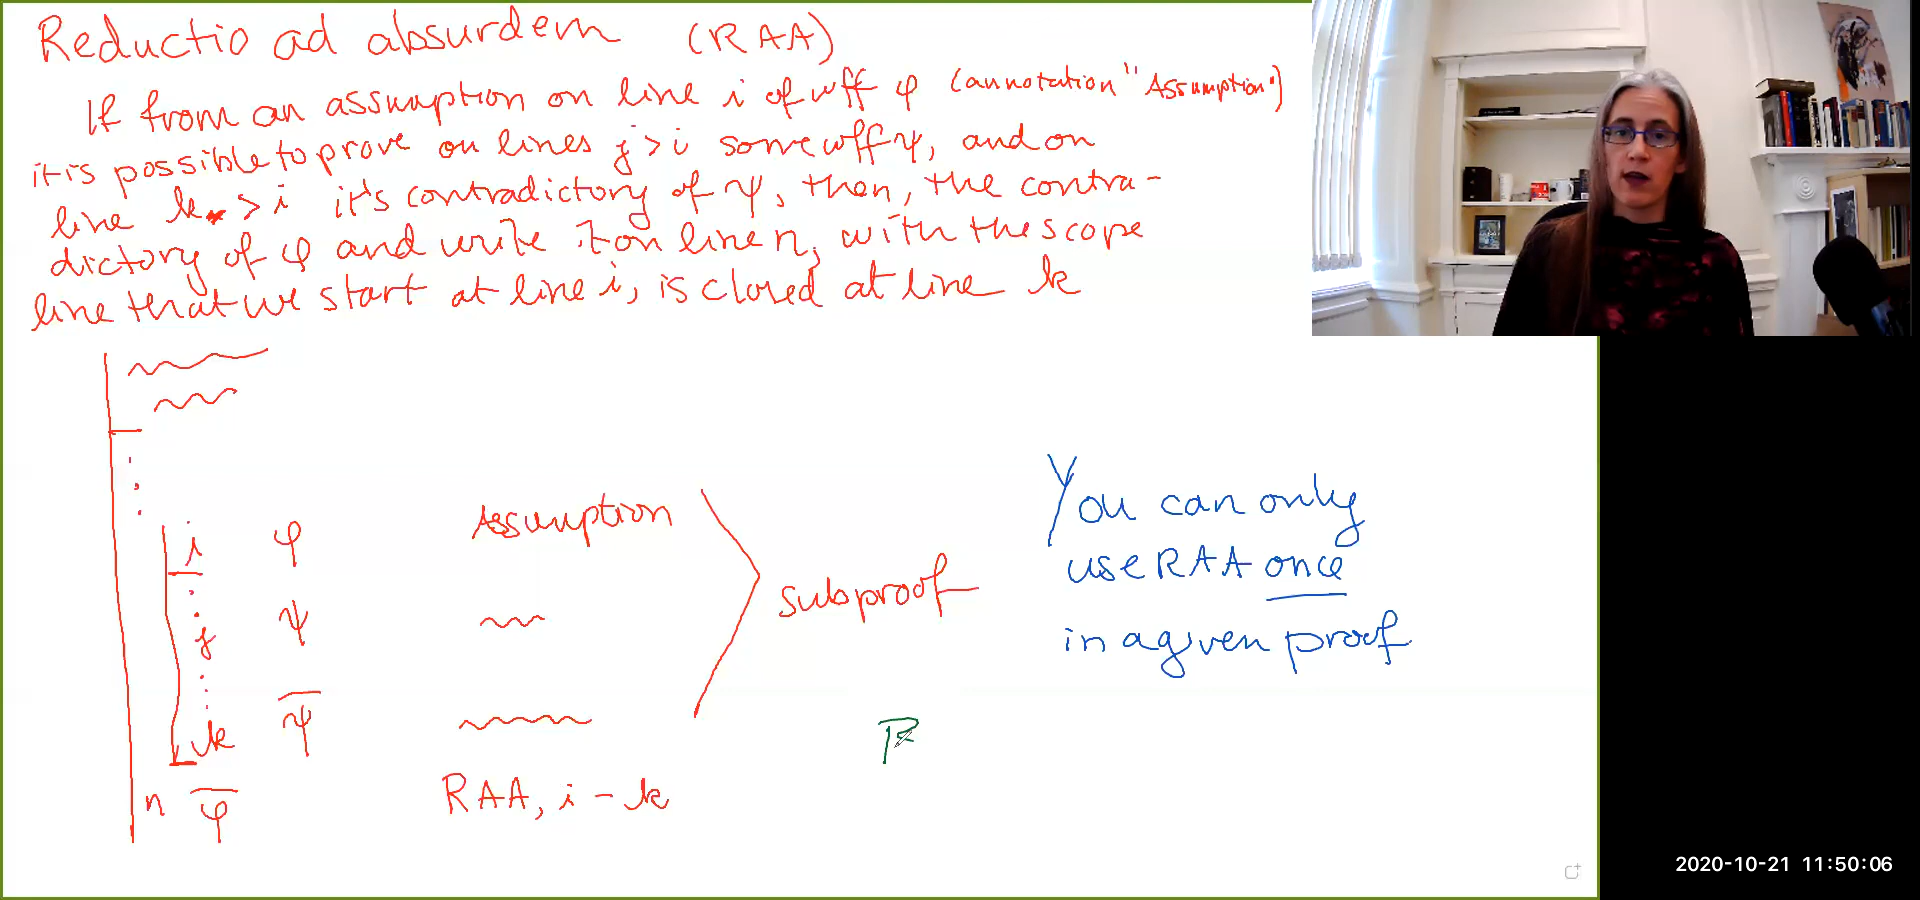 Reductio ad absurdem (RAA)
If from an assumption on line i of wff φ (annotation "Assumption")
it is possible to prove on lines j > i some wff ψ, and on
line k > i it's contradictory of ψ, then, the contra-
dictory of φ and write it on line n, with the scope
line that we start at line i, is closed at line k
i φ Assumption
j ψ
subproof
k ψ̅
n φ̅ RAA, i - k
You can only
use RAA once
in a given proof
P
2020-10-21 11:50:06